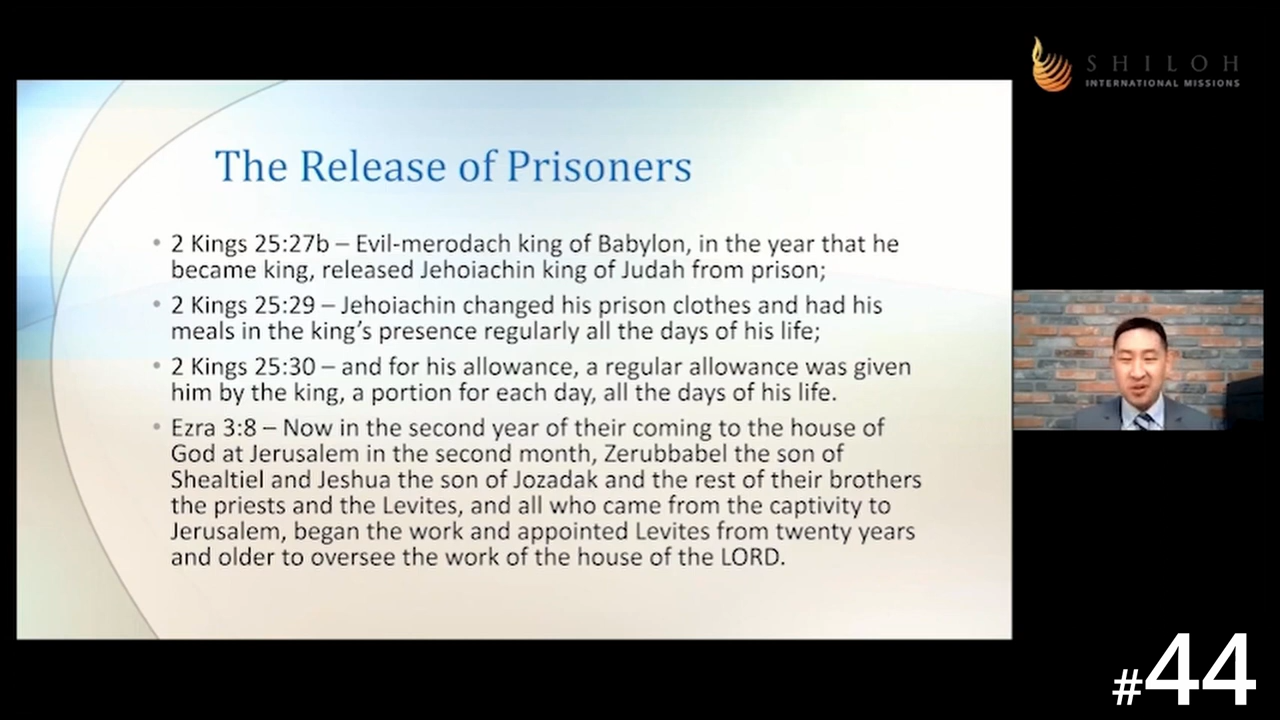 SHILOH
INTERNATIONAL MISSIONS
The Release of Prisoners
• 2 Kings 25:27b – Evil-merodach king of Babylon, in the year that he
became king, released Jehoiachin king of Judah from prison;
• 2 Kings 25:29 – Jehoiachin changed his prison clothes and had his
meals in the king's presence regularly all the days of his life;
• 2 Kings 25:30 – and for his allowance, a regular allowance was given
him by the king, a portion for each day, all the days of his life.
• Ezra 3:8 – Now in the second year of their coming to the house of
God at Jerusalem in the second month, Zerubbabel the son of
Shealtiel and Jeshua the son of Jozadak and the rest of their brothers
the priests and the Levites, and all who came from the captivity to
Jerusalem, began the work and appointed Levites from twenty years
and older to oversee the work of the house of the LORD.
#44